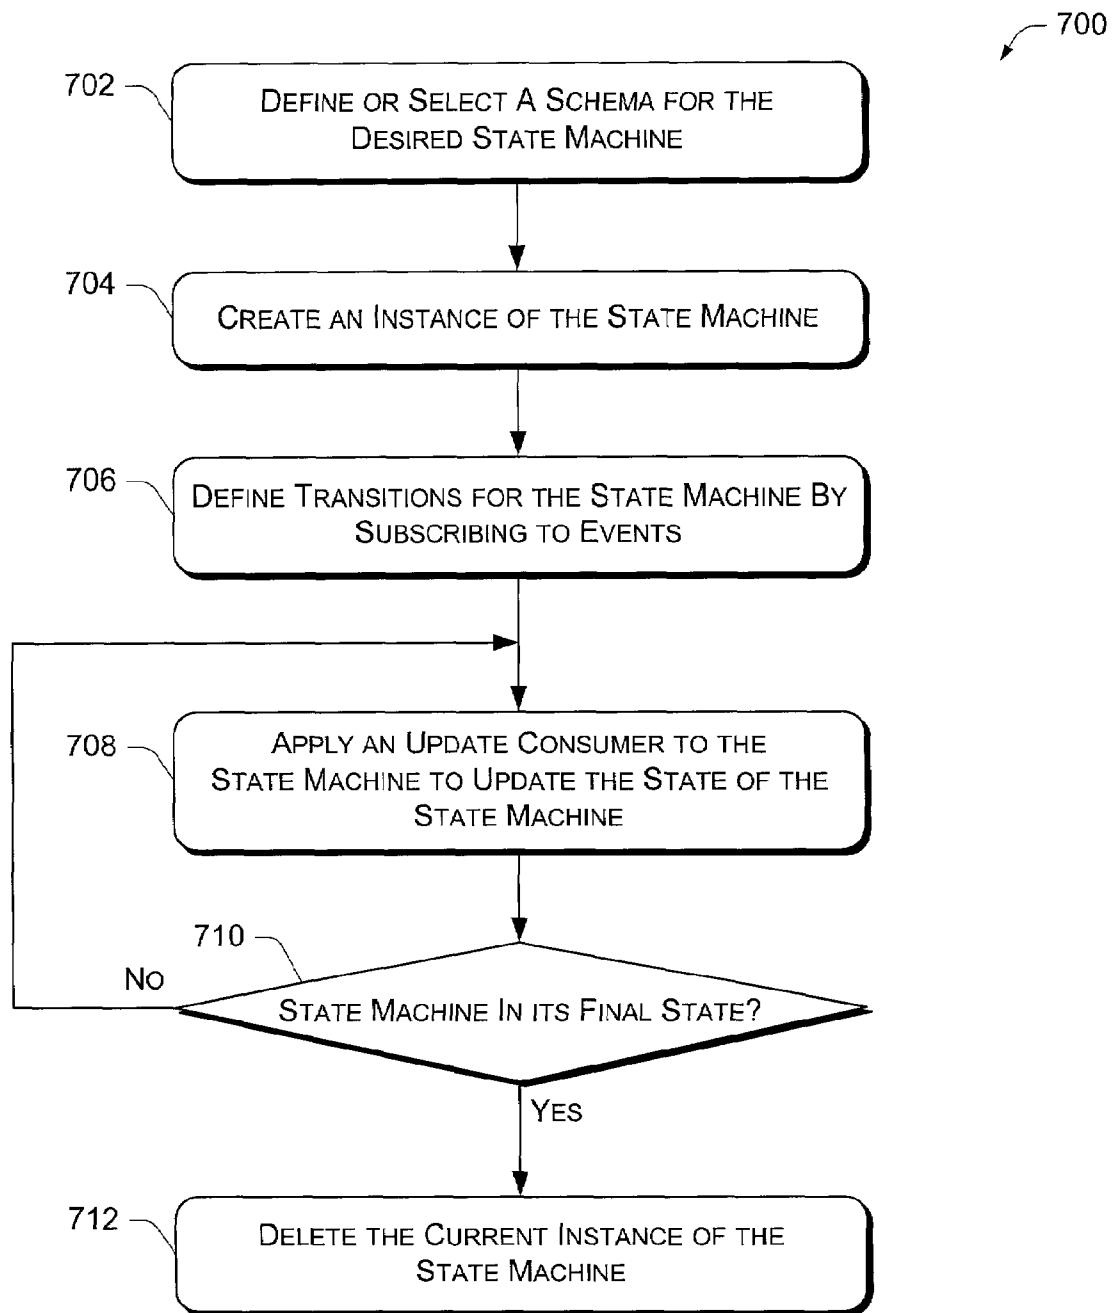 700
702
DEFINE OR SELECT A SCHEMA FOR THE
DESIRED STATE MACHINE
704
CREATE AN INSTANCE OF THE STATE MACHINE
706
DEFINE TRANSITIONS FOR THE STATE MACHINE BY
SUBSCRIBING TO EVENTS
708
APPLY AN UPDATE CONSUMER TO THE
STATE MACHINE TO UPDATE THE STATE OF THE
STATE MACHINE
710
NO
STATE MACHINE IN ITS FINAL STATE?
YES
712
DELETE THE CURRENT INSTANCE OF THE
STATE MACHINE